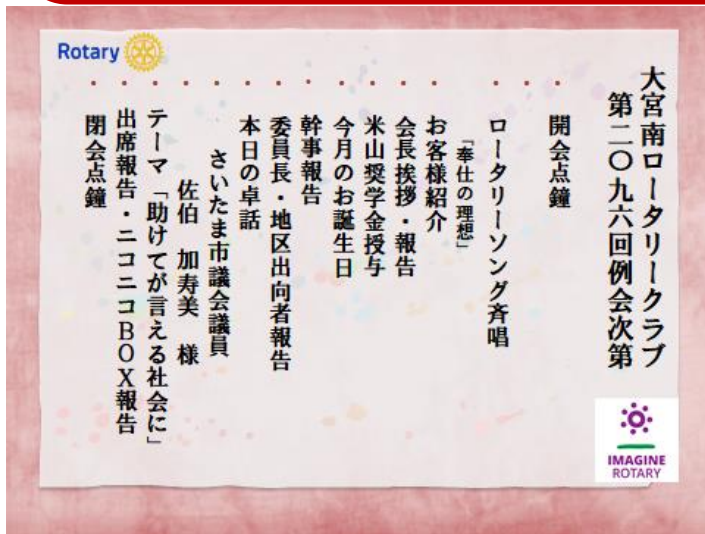 Rotary
大宮南ロータリークラブ
第二〇九六回例会次第
開会点鐘
ロータリーソング斉唱
「奉仕の理想」
お客様紹介
会長挨拶・報告
米山奨学金授与
今月のお誕生日
幹事報告
委員長・地区出向者報告
本日の卓話
さいたま市議会議員
佐伯 加寿美 様
テーマ「助けてが言える社会に」
出席報告・ニコニコBOX報告
閉会点鐘
IMAGINE
ROTARY